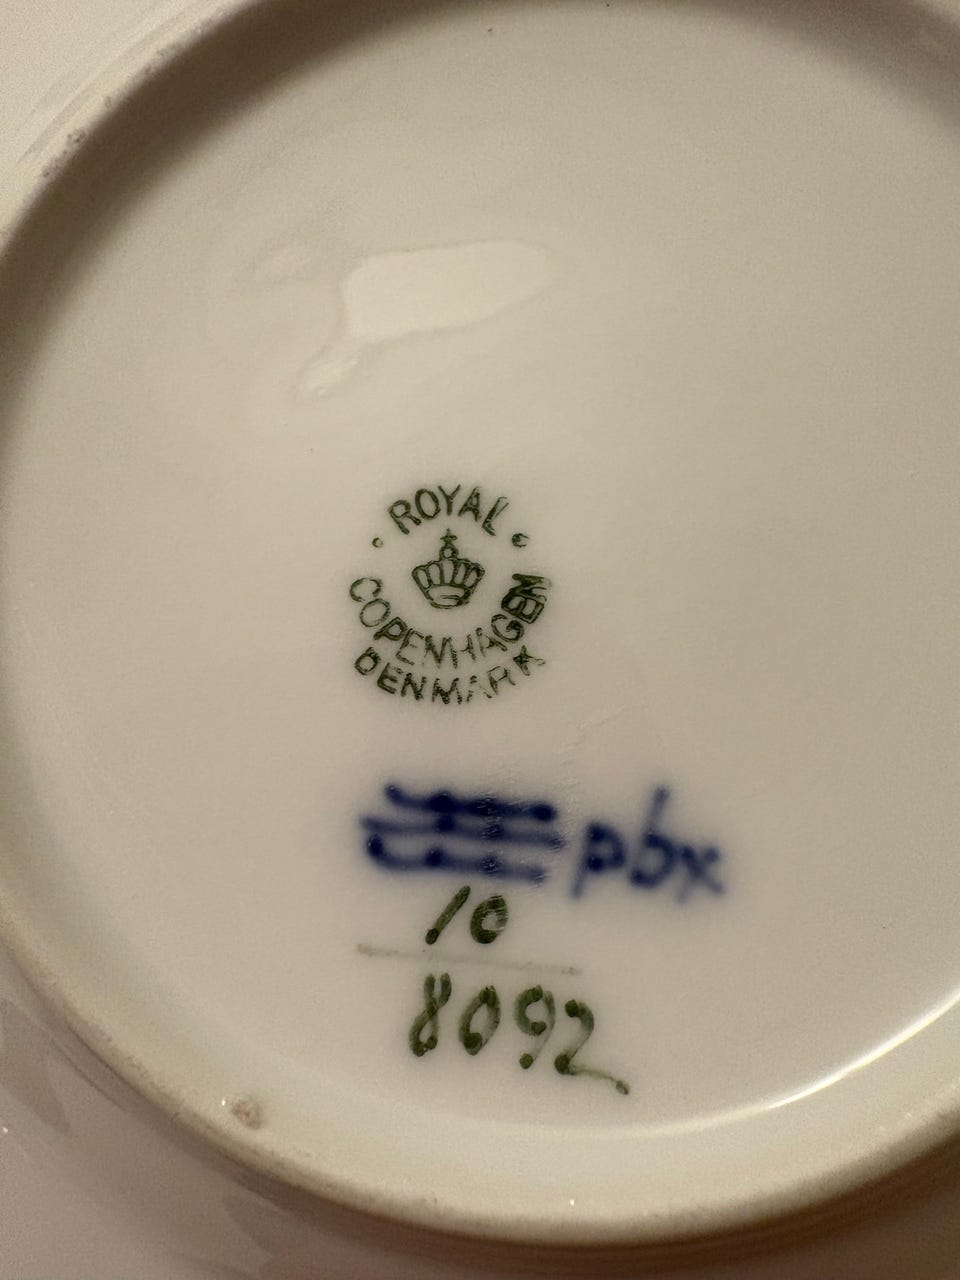 ROYAL
COPENHAGEN
DENMARK
pbx
10
8092